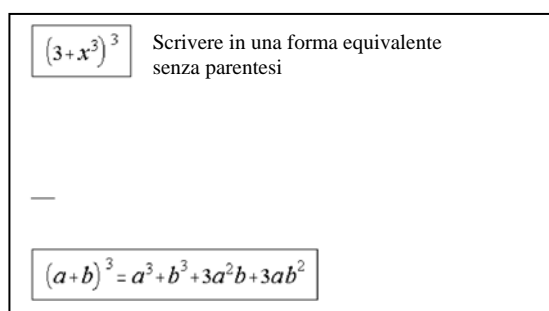 (3+x³)³ Scrivere in una forma equivalente
senza parentesi
(a+b)³=a³+b³+3a²b+3ab²